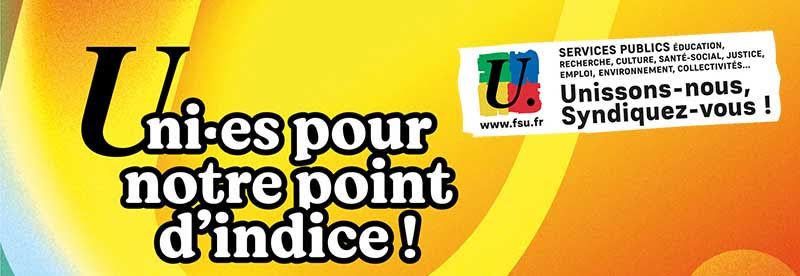 Uni·es pour
notre point
d'indice !
SERVICES PUBLICS ÉDUCATION,
RECHERCHE, CULTURE, SANTÉ-SOCIAL, JUSTICE,
EMPLOI, ENVIRONNEMENT, COLLECTIVITÉS...
Unissons-nous,
Syndiquez-vous !
U.
www.fsu.fr